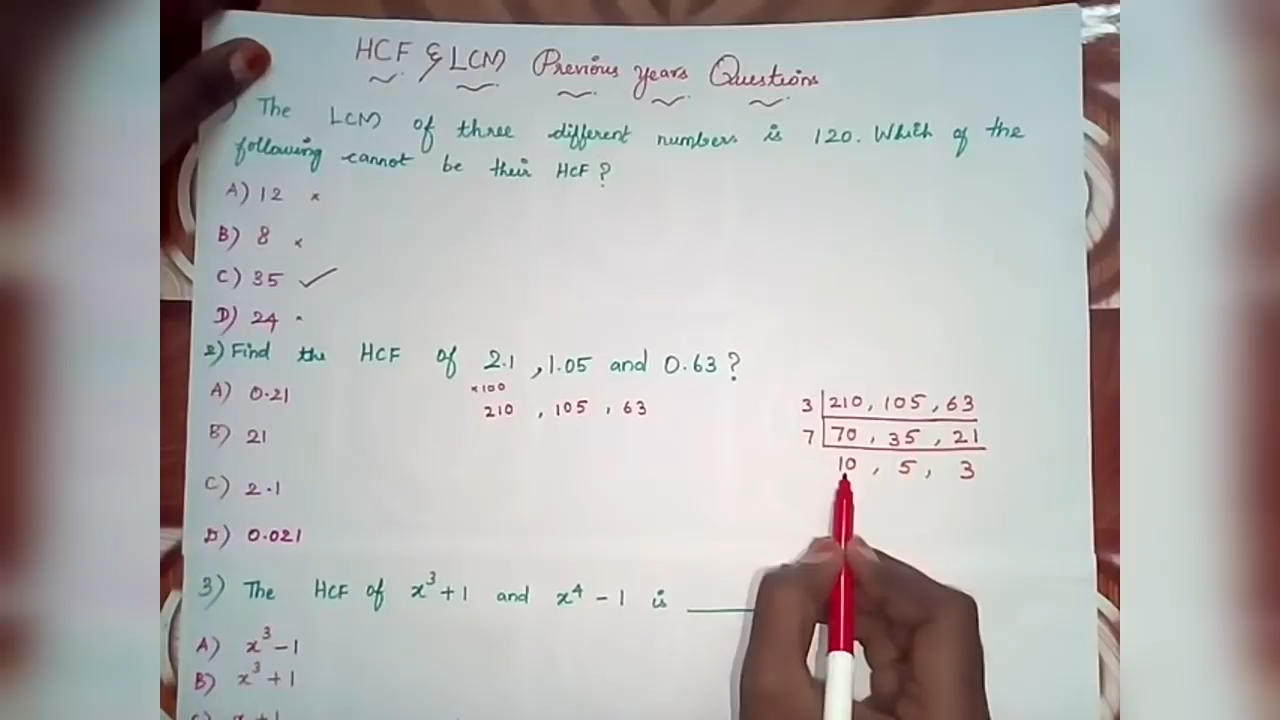 HCF & LCM Previous years Questions
) The LCM of three different numbers is 120. Which of the
following cannot be their HCF?
A) 12 ×
B) 8 ×
C) 35 ✓
D) 24
2) Find the HCF of 2.1 , 1.05 and 0.63 ?
×100
210 , 105 , 63
A) 0.21
B) 21
C) 2.1
D) 0.021
3 | 210 , 105 , 63
7 | 70 , 35 , 21
10 , 5 , 3
3) The HCF of x³ + 1 and x⁴ - 1 is ____
A) x³ - 1
B) x³ + 1